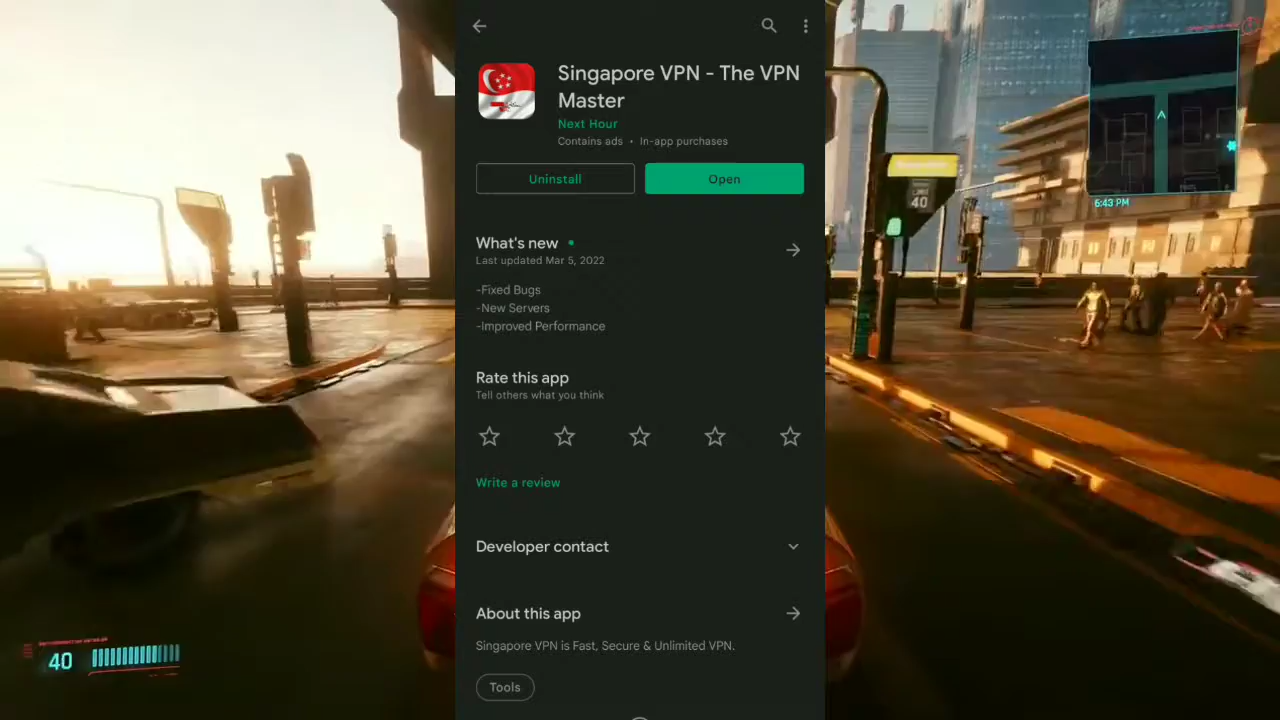 Singapore VPN - The VPN
Master
Next Hour
Contains ads • In-app purchases
Uninstall
Open
What's new
Last updated Mar 5, 2022
-Fixed Bugs
-New Servers
-Improved Performance
Rate this app
Tell others what you think
Write a review
Developer contact
About this app
Singapore VPN is Fast, Secure & Unlimited VPN.
Tools
40
6:43 PM
40